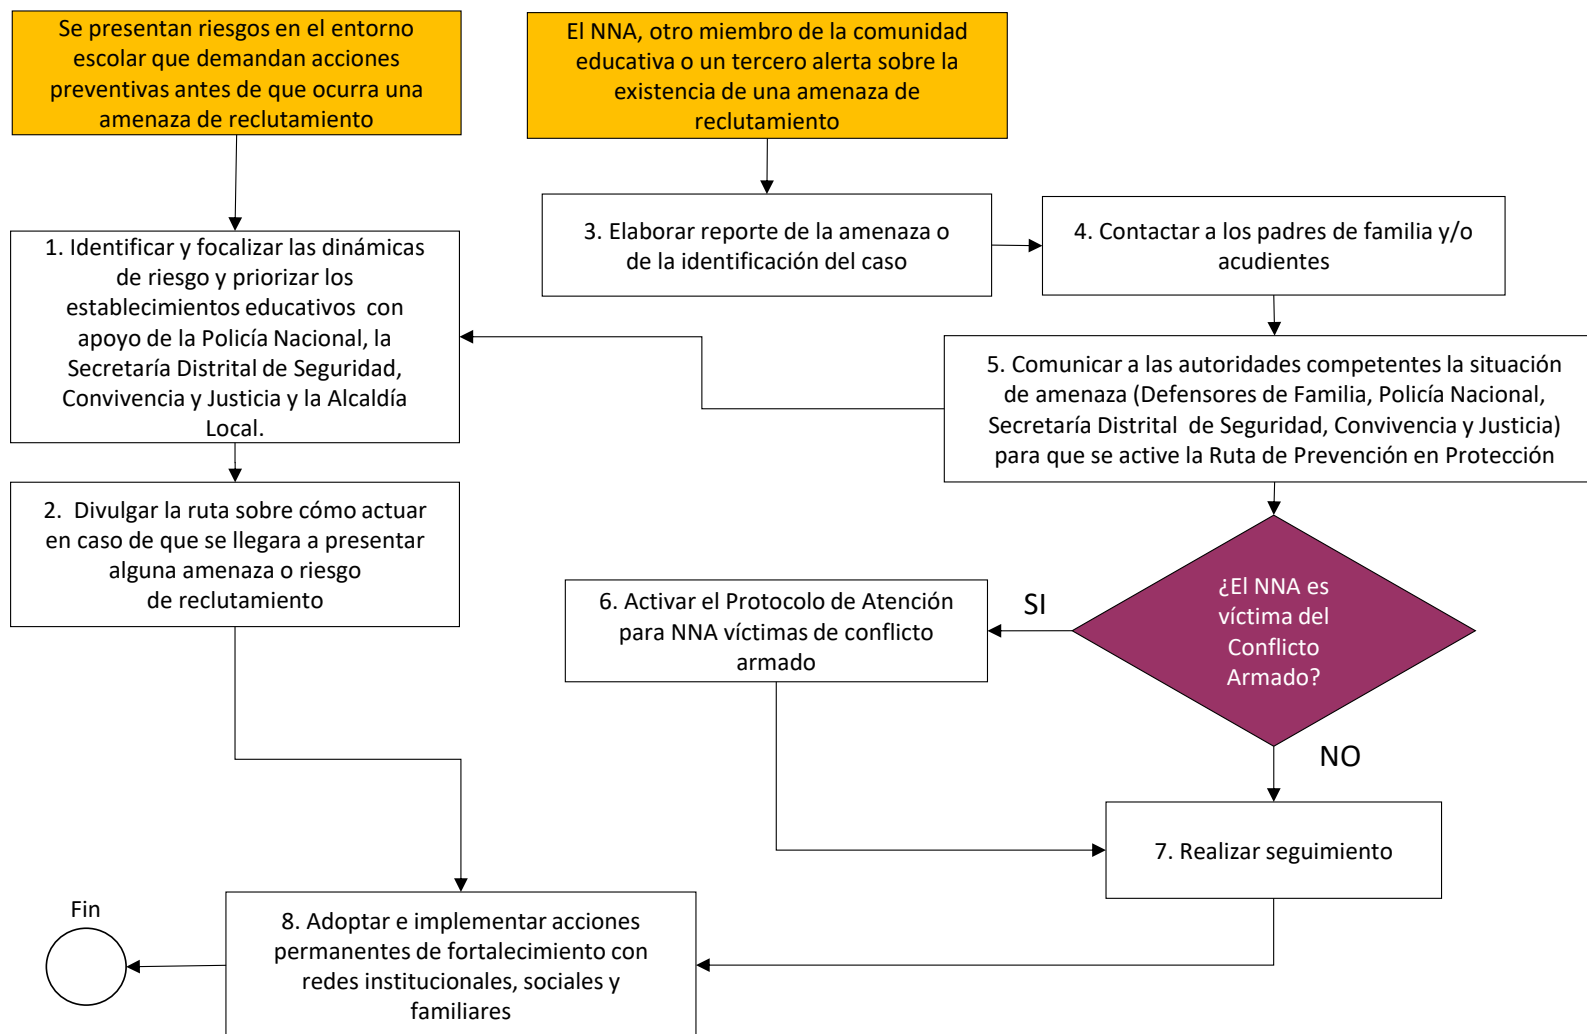 Se presentan riesgos en el entorno
escolar que demandan acciones
preventivas antes de que ocurra una
amenaza de reclutamiento
El NNA, otro miembro de la comunidad
educativa o un tercero alerta sobre la
existencia de una amenaza de
reclutamiento
3. Elaborar reporte de la amenaza o
de la identificación del caso
4. Contactar a los padres de familia y/o
acudientes
1. Identificar y focalizar las dinámicas
de riesgo y priorizar los
establecimientos educativos con
apoyo de la Policía Nacional, la
Secretaría Distrital de Seguridad,
Convivencia y Justicia y la Alcaldía
Local.
5. Comunicar a las autoridades competentes la situación
de amenaza (Defensores de Familia, Policía Nacional,
Secretaría Distrital de Seguridad, Convivencia y Justicia)
para que se active la Ruta de Prevención en Protección
2. Divulgar la ruta sobre cómo actuar
en caso de que se llegara a presentar
alguna amenaza o riesgo
de reclutamiento
¿El NNA es
víctima del
Conflicto
Armado?
SI
6. Activar el Protocolo de Atención
para NNA víctimas de conflicto
armado
NO
7. Realizar seguimiento
8. Adoptar e implementar acciones
permanentes de fortalecimiento con
redes institucionales, sociales y
familiares
Fin